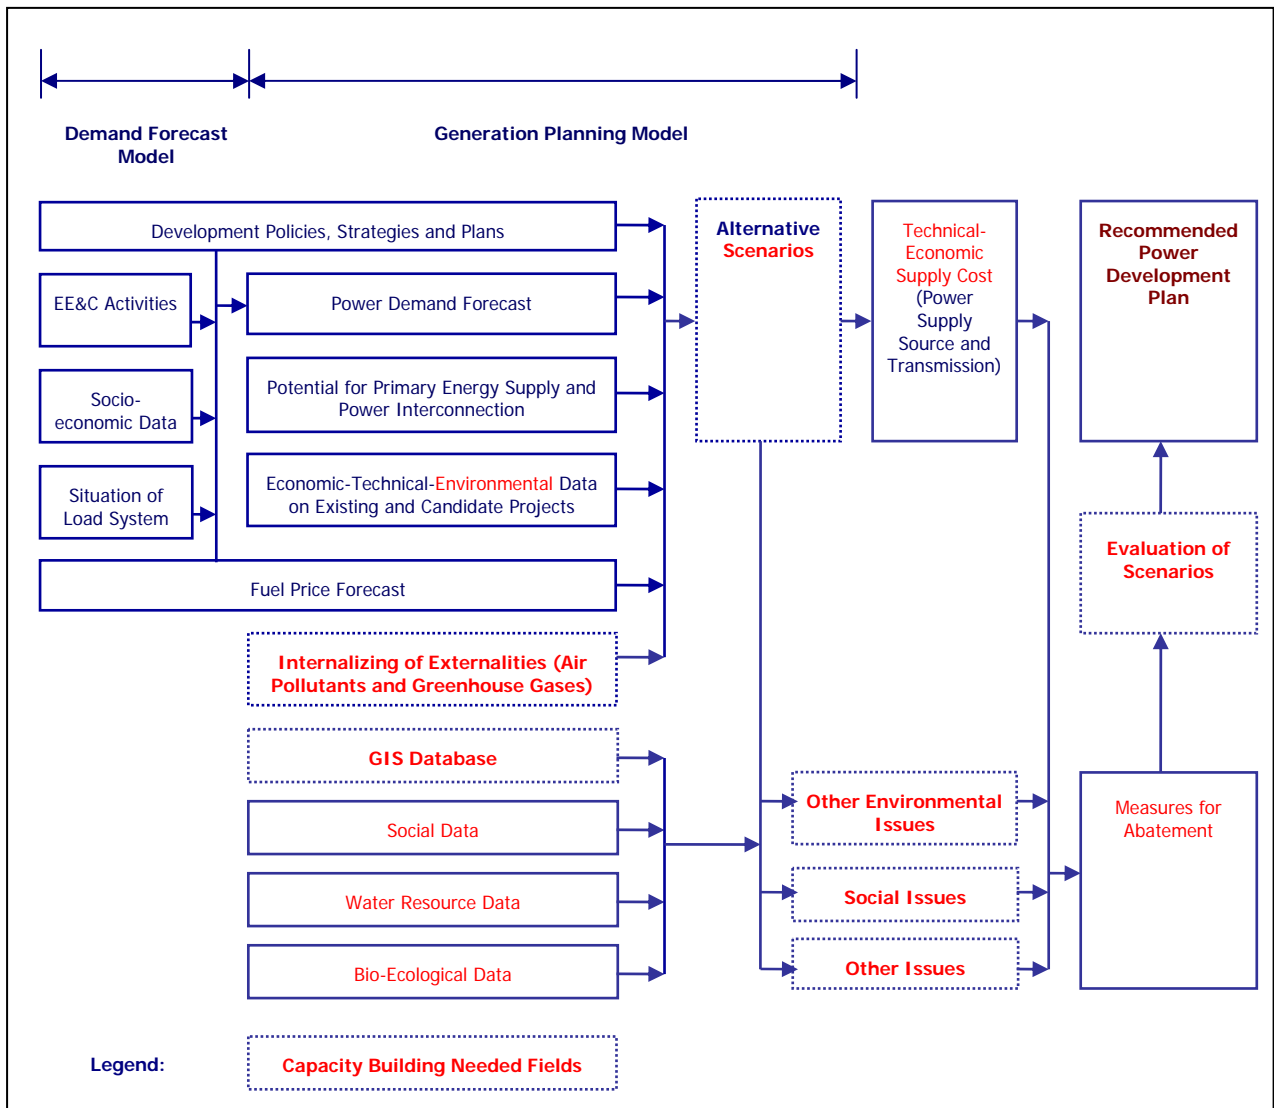 Demand Forecast
Model
Generation Planning Model
Development Policies, Strategies and Plans
EE&C Activities
Power Demand Forecast
Socio-
economic Data
Potential for Primary Energy Supply and
Power Interconnection
Situation of
Load System
Economic-Technical-Environmental Data
on Existing and Candidate Projects
Fuel Price Forecast
Internalizing of Externalities (Air
Pollutants and Greenhouse Gases)
GIS Database
Social Data
Water Resource Data
Bio-Ecological Data
Alternative
Scenarios
Technical-
Economic
Supply Cost
(Power
Supply
Source and
Transmission)
Recommended
Power
Development
Plan
Evaluation of
Scenarios
Other Environmental
Issues
Social Issues
Other Issues
Measures for
Abatement
Legend:
Capacity Building Needed Fields